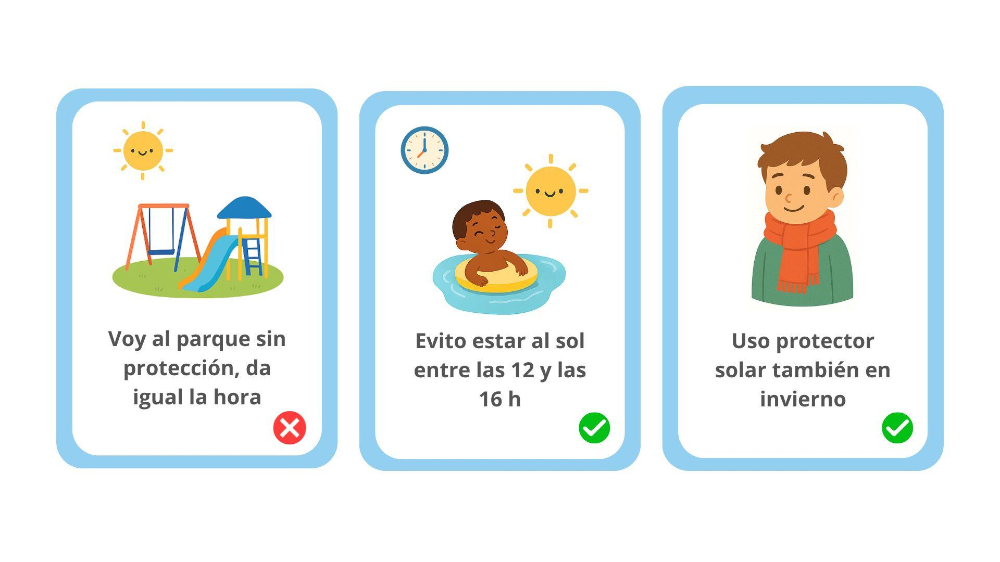 Voy al parque sin
protección, da
igual la hora
Evito estar al sol
entre las 12 y las
16 h
Uso protector
solar también en
invierno